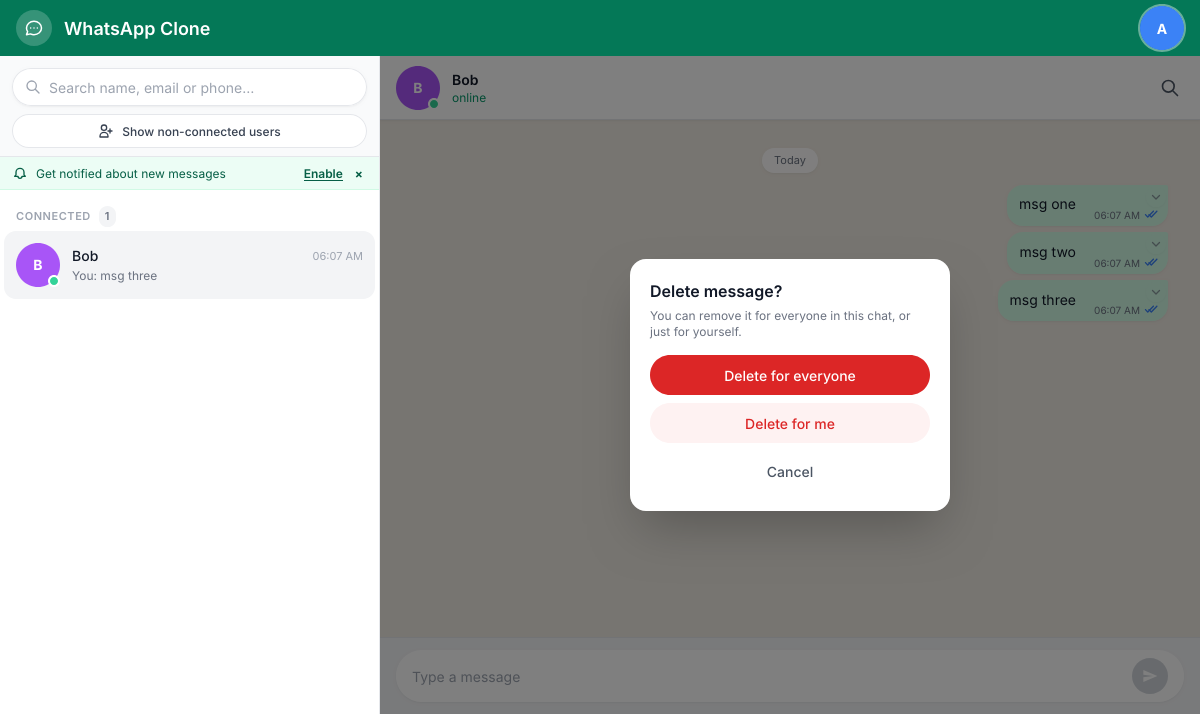 WhatsApp Clone
A
Search name, email or phone...
Show non-connected users
Get notified about new messages Enable ×
CONNECTED 1
B
Bob 06:07 AM
You: msg three
B
Bob
online
Today
msg one 06:07 AM
msg two 06:07 AM
msg three 06:07 AM
Delete message?
You can remove it for everyone in this chat, or
just for yourself.
Delete for everyone
Delete for me
Cancel
Type a message